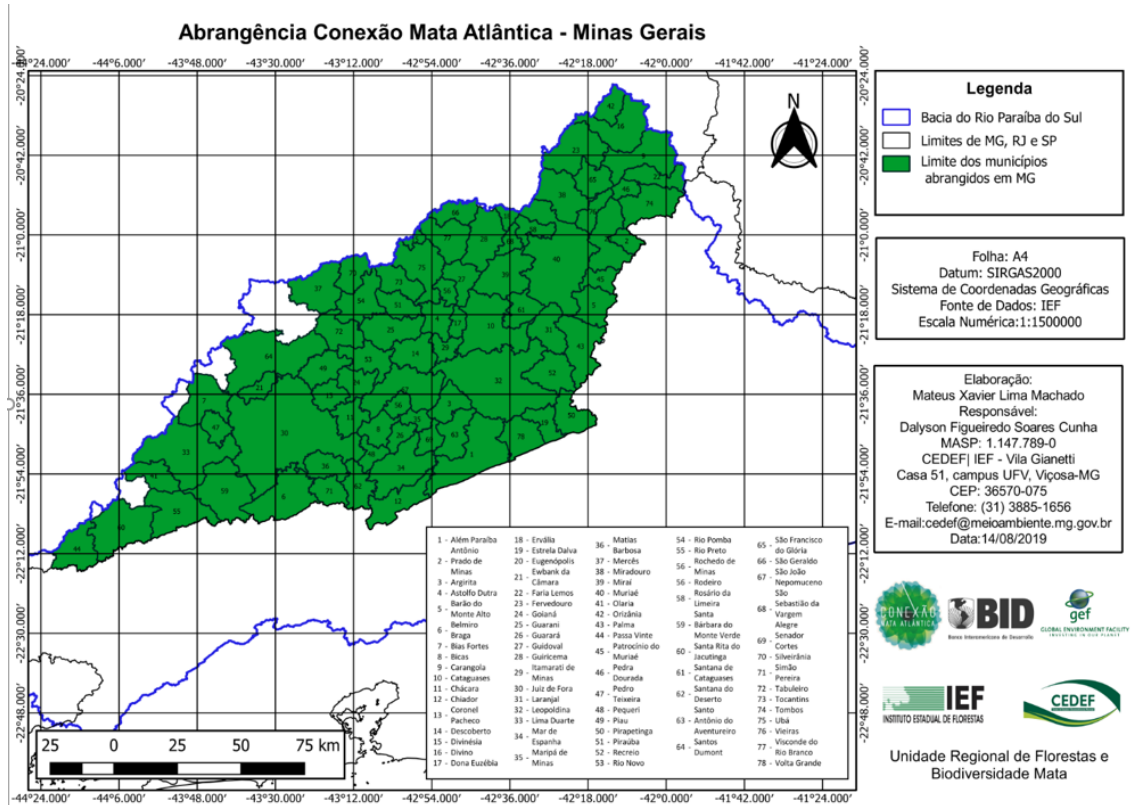 Abrangência Conexão Mata Atlântica - Minas Gerais
-44°24.000' -44°6.000' -43°48.000' -43°30.000' -43°12.000' -42°54.000' -42°36.000' -42°18.000' -42°0.000' -41°42.000' -41°24.000'
-20°24.000'
-20°42.000'
-21°0.000'
-21°18.000'
-21°36.000'
-21°54.000'
-22°12.000'
-22°30.000'
-22°48.000'
N
Legenda
Bacia do Rio Paraíba do Sul
Limites de MG, RJ e SP
Limite dos municípios
abrangidos em MG
Folha: A4
Datum: SIRGAS2000
Sistema de Coordenadas Geográficas
Fonte de Dados: IEF
Escala Numérica:1:1500000
Elaboração:
Mateus Xavier Lima Machado
Responsável:
Dalyson Figueiredo Soares Cunha
MASP: 1.147.789-0
CEDEF| IEF - Vila Gianetti
Casa 51, campus UFV, Viçosa-MG
CEP: 36570-075
Telefone: (31) 3885-1656
E-mail:cedef@meioambiente.mg.gov.br
Data:14/08/2019
1 - Além Paraíba
2 - Antônio Prado de Minas
3 - Argirita
4 - Astolfo Dutra
5 - Barão do Monte Alto
6 - Belmiro Braga
7 - Bias Fortes
8 - Bicas
9 - Carangola
10 - Cataguases
11 - Chácara
12 - Chiador
13 - Coronel Pacheco
14 - Descoberto
15 - Divinésia
16 - Divino
17 - Dona Euzébia
18 - Ervália
19 - Estrela Dalva
20 - Eugenópolis
21 - Ewbank da Câmara
22 - Faria Lemos
23 - Fervedouro
24 - Goianá
25 - Guarani
26 - Guarará
27 - Guidoval
28 - Guiricema
29 - Itamarati de Minas
30 - Juiz de Fora
31 - Laranjal
32 - Leopoldina
33 - Lima Duarte
34 - Mar de Espanha
35 - Maripá de Minas
36 - Matias Barbosa
37 - Mercês
38 - Miradouro
39 - Miraí
40 - Muriaé
41 - Olaria
42 - Orizânia
43 - Palma
44 - Passa Vinte
45 - Patrocínio do Muriaé
46 - Pedra Dourada
47 - Pedro Teixeira
48 - Pequeri
49 - Piau
50 - Pirapetinga
51 - Piraúba
52 - Recreio
53 - Rio Novo
54 - Rio Pomba
55 - Rio Preto
56 - Rochedo de Minas
56 - Rodeiro
58 - Rosário da Limeira
59 - Santa Bárbara do Monte Verde
60 - Santa Rita do Jacutinga
61 - Santana de Cataguases
62 - Santana do Deserto
63 - Santo Antônio do Aventureiro
64 - Santos Dumont
65 - São Francisco do Glória
66 - São Geraldo
67 - São João Nepomuceno
68 - São Sebastião da Vargem Alegre
69 - Senador Cortes
70 - Silveirânia
71 - Simão Pereira
72 - Tabuleiro
73 - Tocantins
74 - Tombos
75 - Ubá
76 - Vieiras
77 - Visconde do Rio Branco
78 - Volta Grande
25 0 25 50 75 km
CONEXÃO
MATA ATLÂNTICA
BID
Banco Interamericano de Desenvolvimento
gef
GLOBAL ENVIRONMENT FACILITY
INVESTING IN OUR PLANET
IEF
INSTITUTO ESTADUAL DE FLORESTAS
CEDEF
Unidade Regional de Florestas e
Biodiversidade Mata